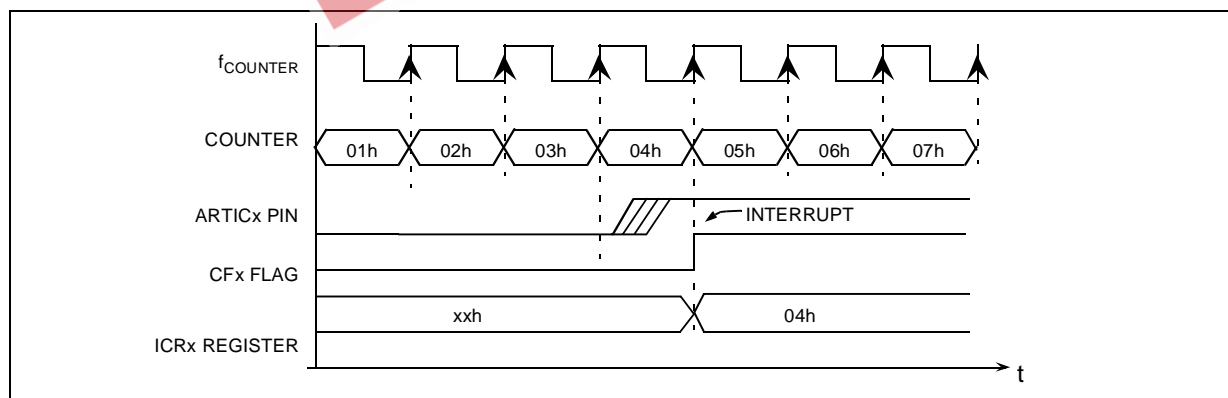 fCOUNTER
COUNTER
01h 02h 03h 04h 05h 06h 07h
ARTICx PIN
INTERRUPT
CFx FLAG
xxh 04h
ICRx REGISTER
t